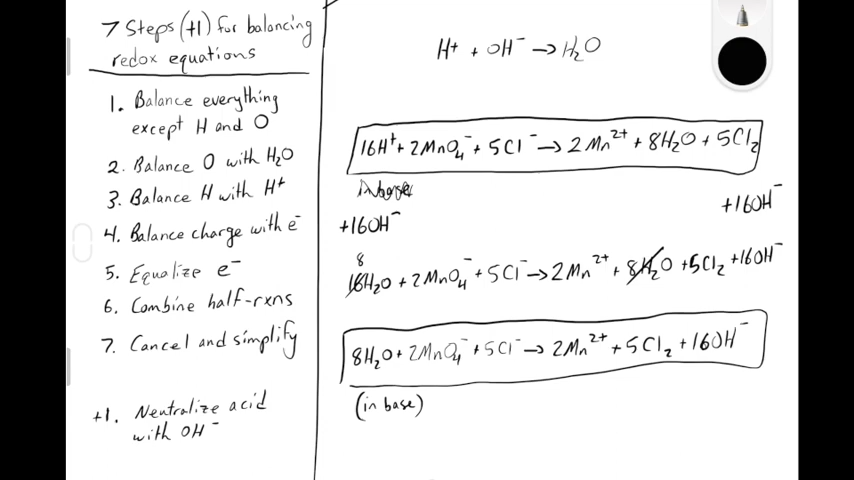 7 Steps (+1) for balancing
redox equations
1. Balance everything
except H and O
2. Balance O with H₂O
3. Balance H with H⁺
4. Balance charge with e⁻
5. Equalize e⁻
6. Combine half-rxns
7. Cancel and simplify
+1. Neutralize acid
with OH⁻
H⁺ + OH⁻ → H₂O
16H⁺ + 2MnO₄⁻ + 5Cl⁻ → 2Mn²⁺ + 8H₂O + 5Cl₂
in base
+16OH⁻ +16OH⁻
8
16H₂O + 2MnO₄⁻ + 5Cl⁻ → 2Mn²⁺ + 8H₂O + 5Cl₂ + 16OH⁻
8H₂O + 2MnO₄⁻ + 5Cl⁻ → 2Mn²⁺ + 5Cl₂ + 16OH⁻
(in base)